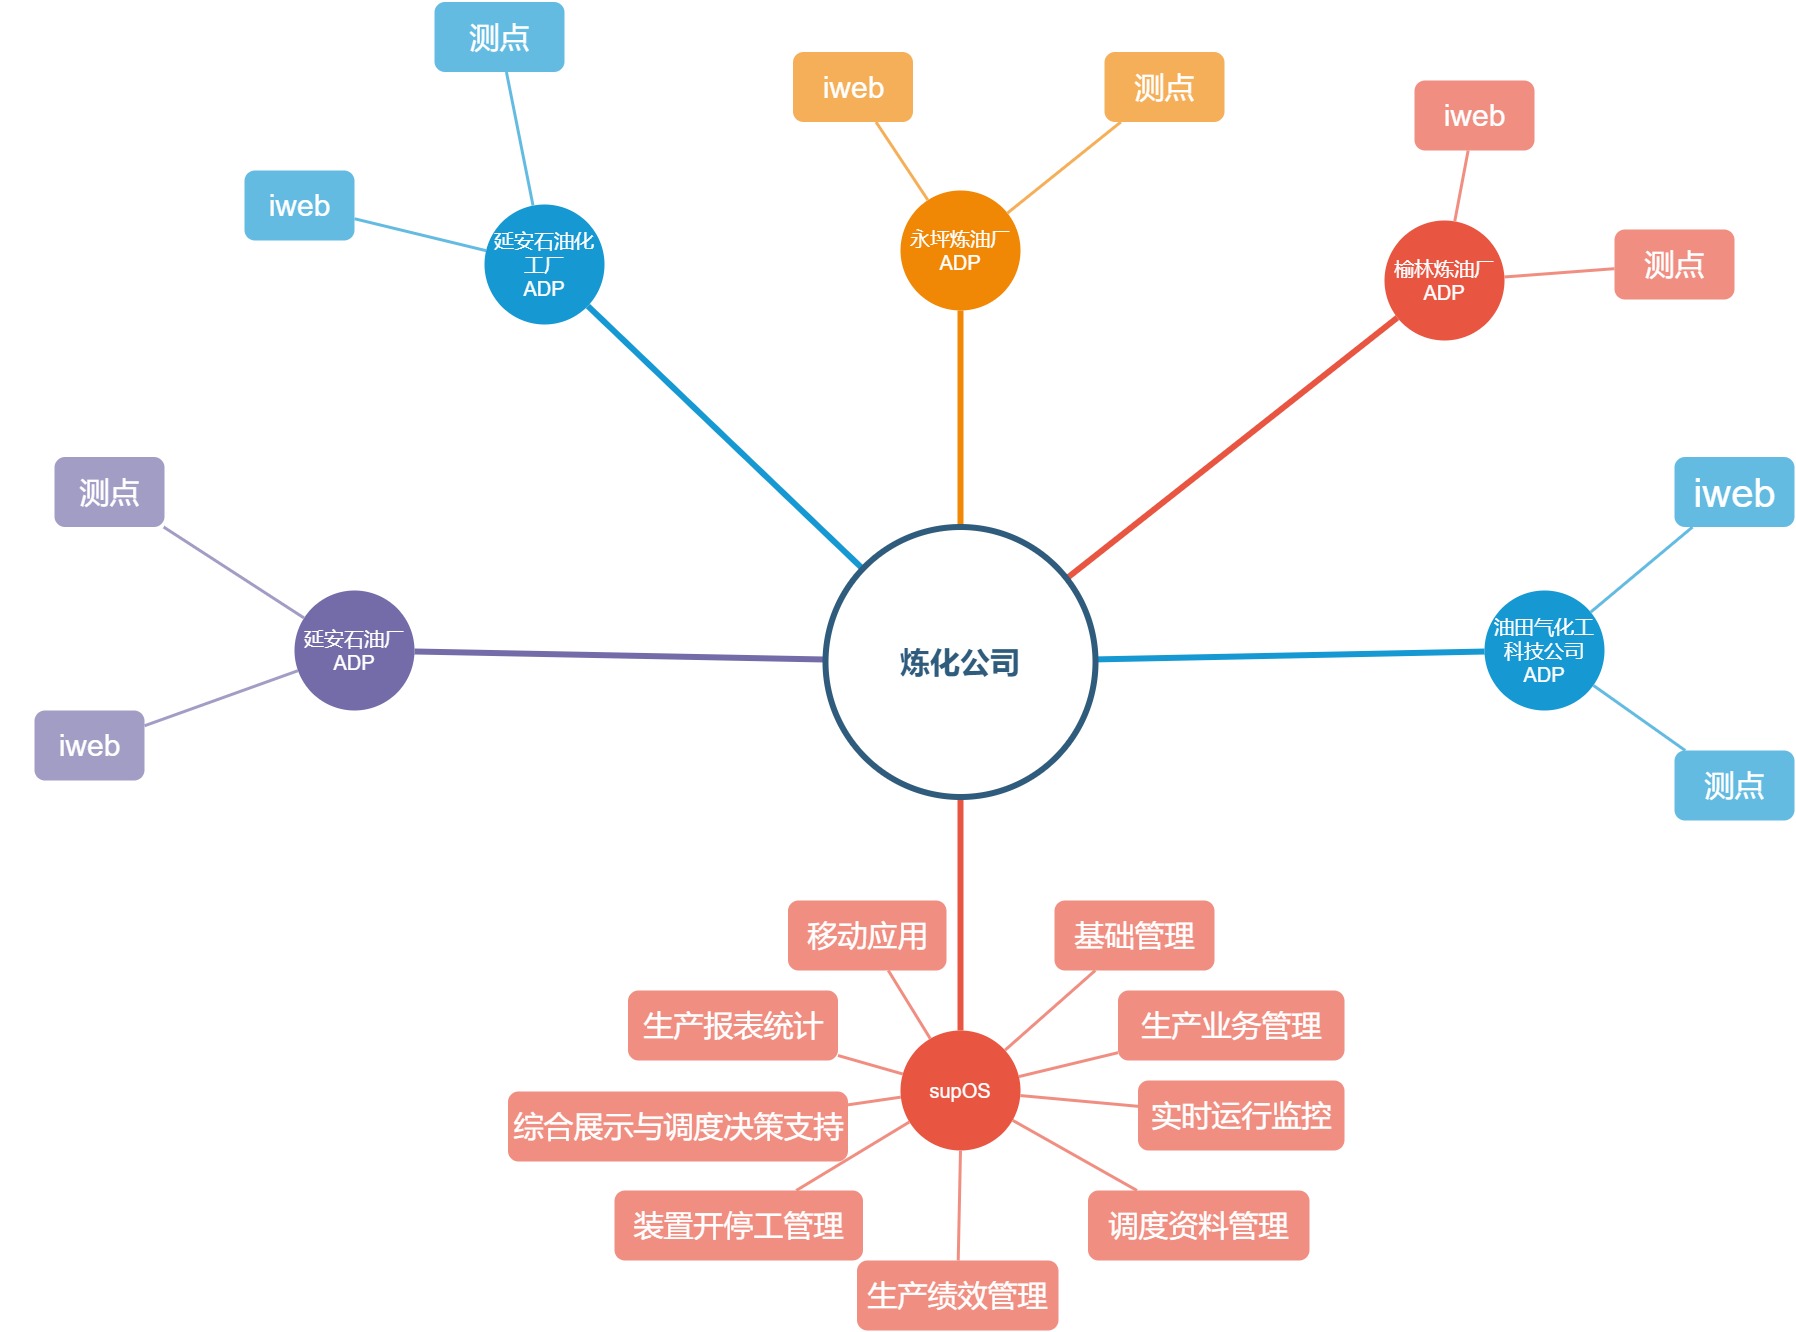 测点
iweb
测点
iweb
iweb
延安石油化
工厂
ADP
永坪炼油厂
ADP
榆林炼油厂
ADP
测点
测点
iweb
延安石油厂
ADP
炼化公司
油田气化工
科技公司
ADP
iweb
测点
移动应用
基础管理
生产报表统计
生产业务管理
supOS
综合展示与调度决策支持
实时运行监控
装置开停工管理
调度资料管理
生产绩效管理